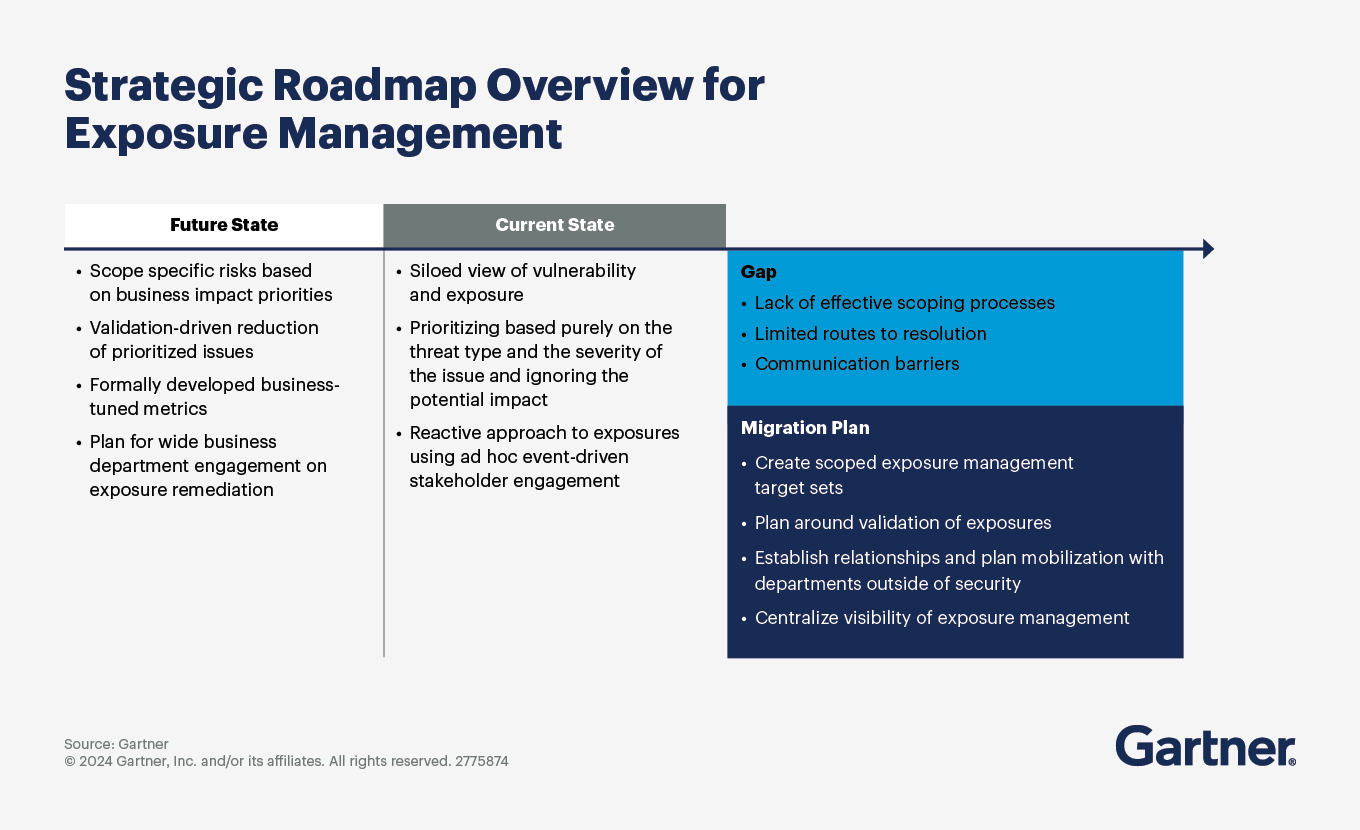 Strategic Roadmap Overview for
Exposure Management
Future State
• Scope specific risks based
on business impact priorities
• Validation-driven reduction
of prioritized issues
• Formally developed business-
tuned metrics
• Plan for wide business
department engagement on
exposure remediation
Current State
• Siloed view of vulnerability
and exposure
• Prioritizing based purely on the
threat type and the severity of
the issue and ignoring the
potential impact
• Reactive approach to exposures
using ad hoc event-driven
stakeholder engagement
Gap
• Lack of effective scoping processes
• Limited routes to resolution
• Communication barriers
Migration Plan
• Create scoped exposure management
target sets
• Plan around validation of exposures
• Establish relationships and plan mobilization with
departments outside of security
• Centralize visibility of exposure management
Source: Gartner
© 2024 Gartner, Inc. and/or its affiliates. All rights reserved. 2775874
Gartner®